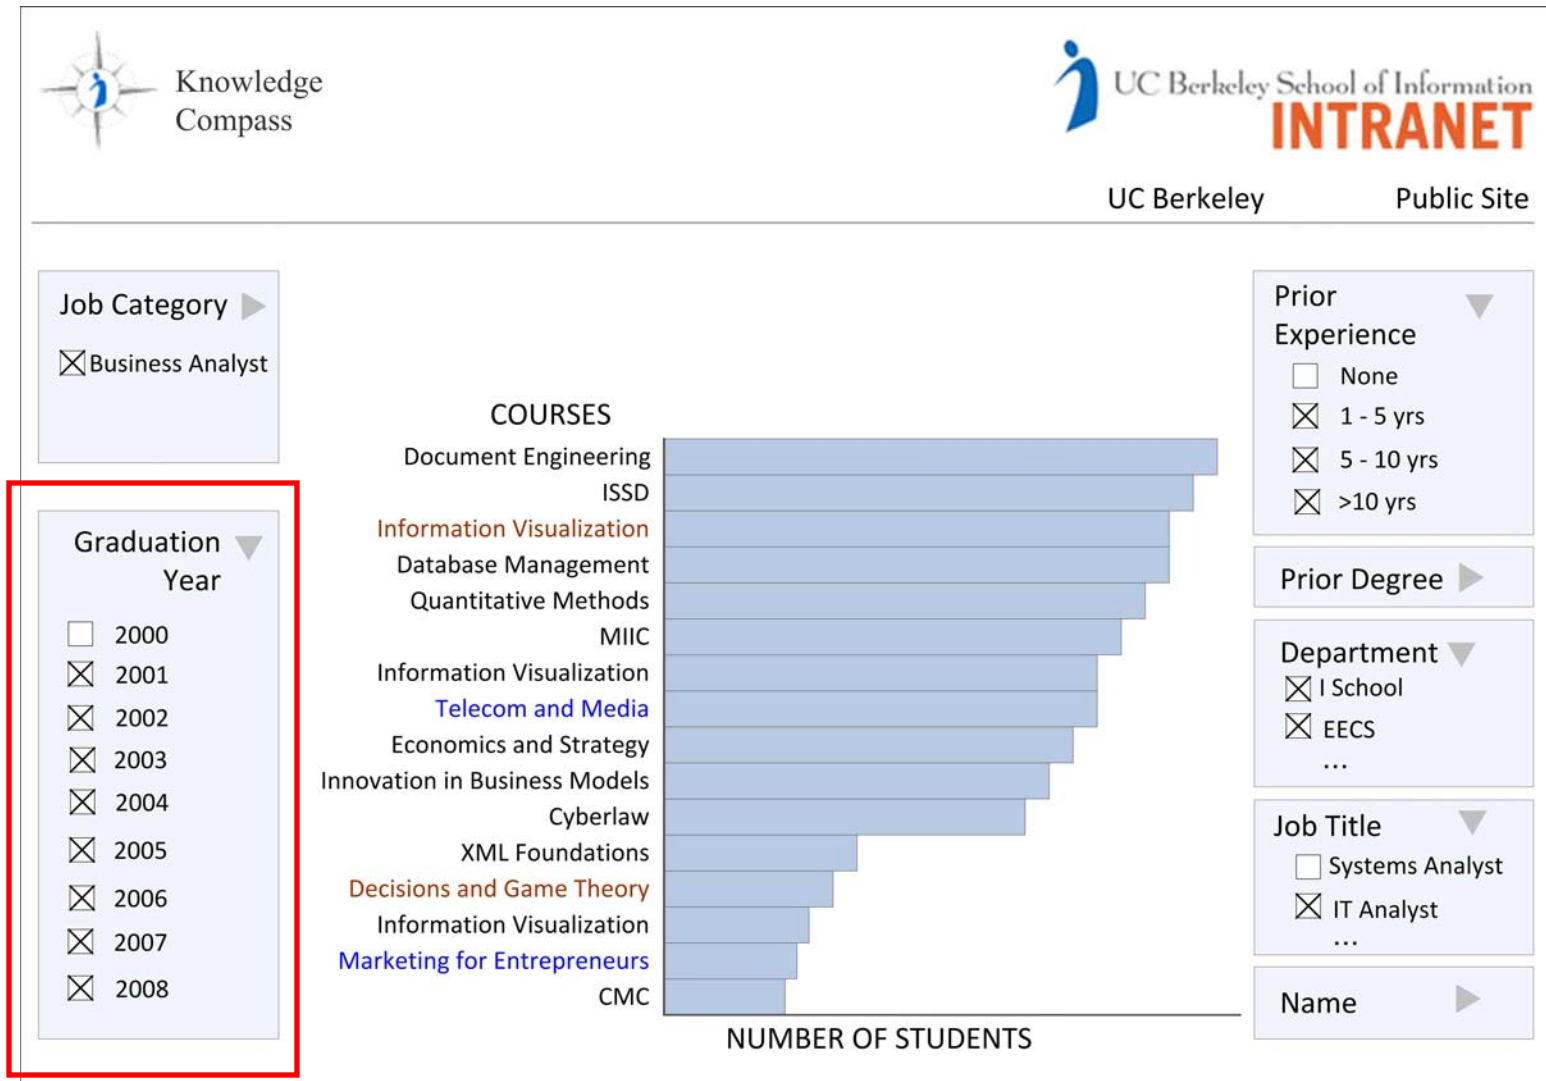 Knowledge
Compass
UC Berkeley School of Information
INTRANET
UC Berkeley
Public Site
Job Category
Business Analyst
Graduation
Year
2000
2001
2002
2003
2004
2005
2006
2007
2008
COURSES
Document Engineering
ISSD
Information Visualization
Database Management
Quantitative Methods
MIIC
Information Visualization
Telecom and Media
Economics and Strategy
Innovation in Business Models
Cyberlaw
XML Foundations
Decisions and Game Theory
Information Visualization
Marketing for Entrepreneurs
CMC
NUMBER OF STUDENTS
Prior
Experience
None
1 - 5 yrs
5 - 10 yrs
>10 yrs
Prior Degree
Department
I School
EECS
...
Job Title
Systems Analyst
IT Analyst
...
Name